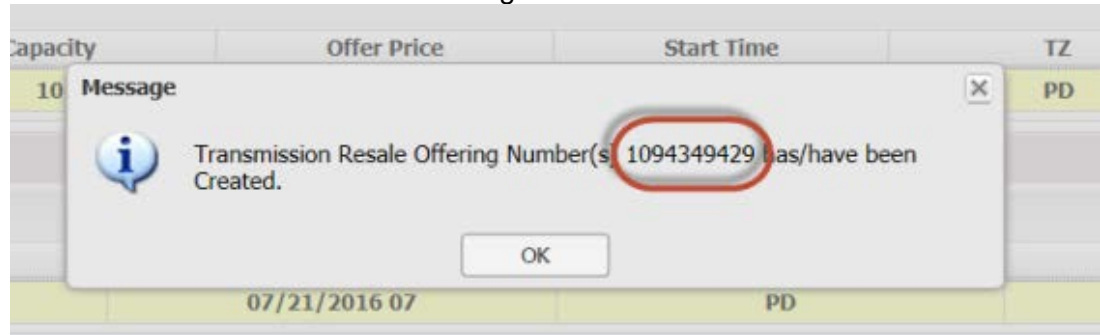 Capacity Offer Price Start Time TZ
10 Message PD
Transmission Resale Offering Number(s) 1094349429 has/have been
Created.
OK
07/21/2016 07 PD